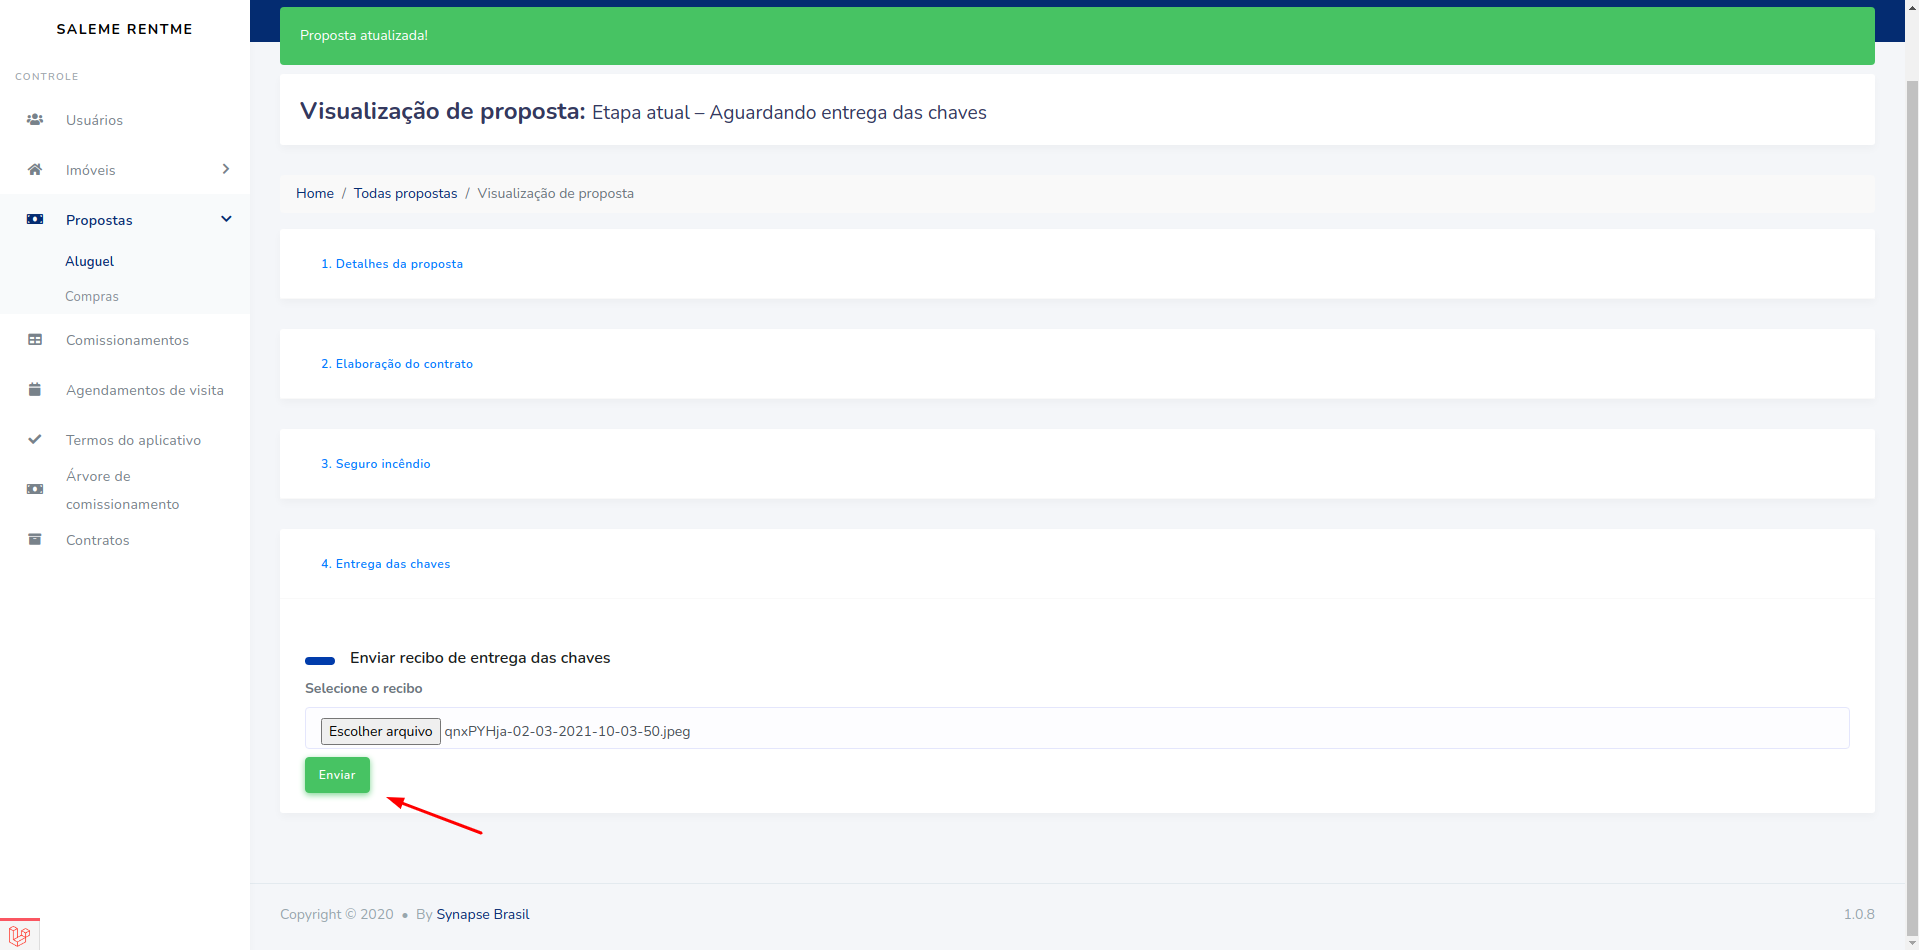 SALEME RENTME
CONTROLE
Usuários
Imóveis
Propostas
Aluguel
Compras
Comissionamentos
Agendamentos de visita
Termos do aplicativo
Árvore de
comissionamento
Contratos
Proposta atualizada!
Visualização de proposta: Etapa atual – Aguardando entrega das chaves
Home / Todas propostas / Visualização de proposta
1. Detalhes da proposta
2. Elaboração do contrato
3. Seguro incêndio
4. Entrega das chaves
Enviar recibo de entrega das chaves
Selecione o recibo
Escolher arquivo qnxPYHja-02-03-2021-10-03-50.jpeg
Enviar
Copyright © 2020 • By Synapse Brasil
1.0.8